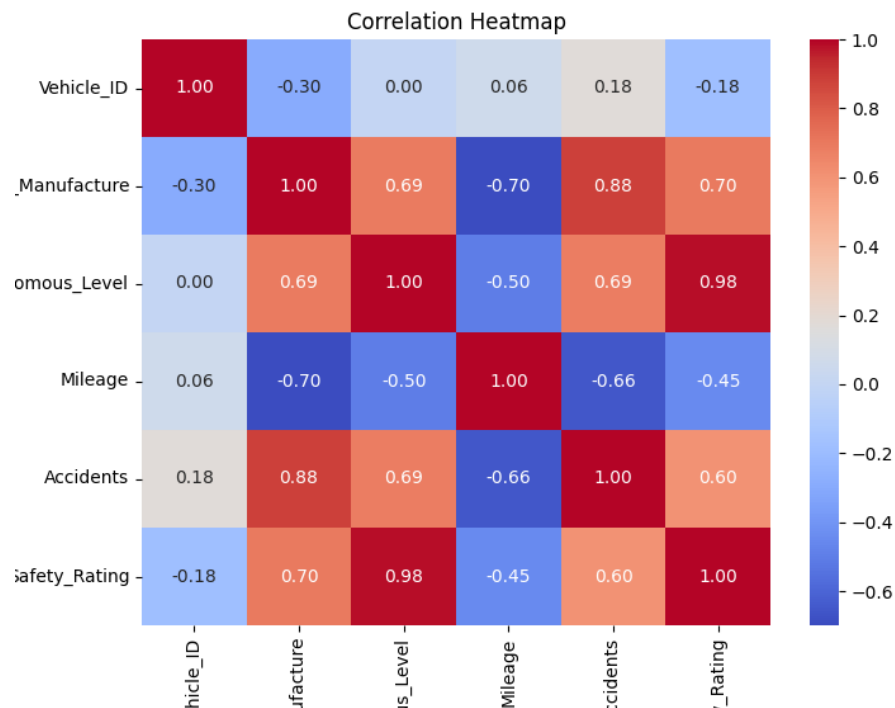 Correlation Heatmap
Vehicle_ID 1.00 -0.30 0.00 0.06 0.18 -0.18
_Manufacture -0.30 1.00 0.69 -0.70 0.88 0.70
omous_Level 0.00 0.69 1.00 -0.50 0.69 0.98
Mileage 0.06 -0.70 -0.50 1.00 -0.66 -0.45
Accidents 0.18 0.88 0.69 -0.66 1.00 0.60
Safety_Rating -0.18 0.70 0.98 -0.45 0.60 1.00
hicle_ID
ufacture
us_Level
Mileage
ccidents
y_Rating
1.0
0.8
0.6
0.4
0.2
0.0
−0.2
−0.4
−0.6